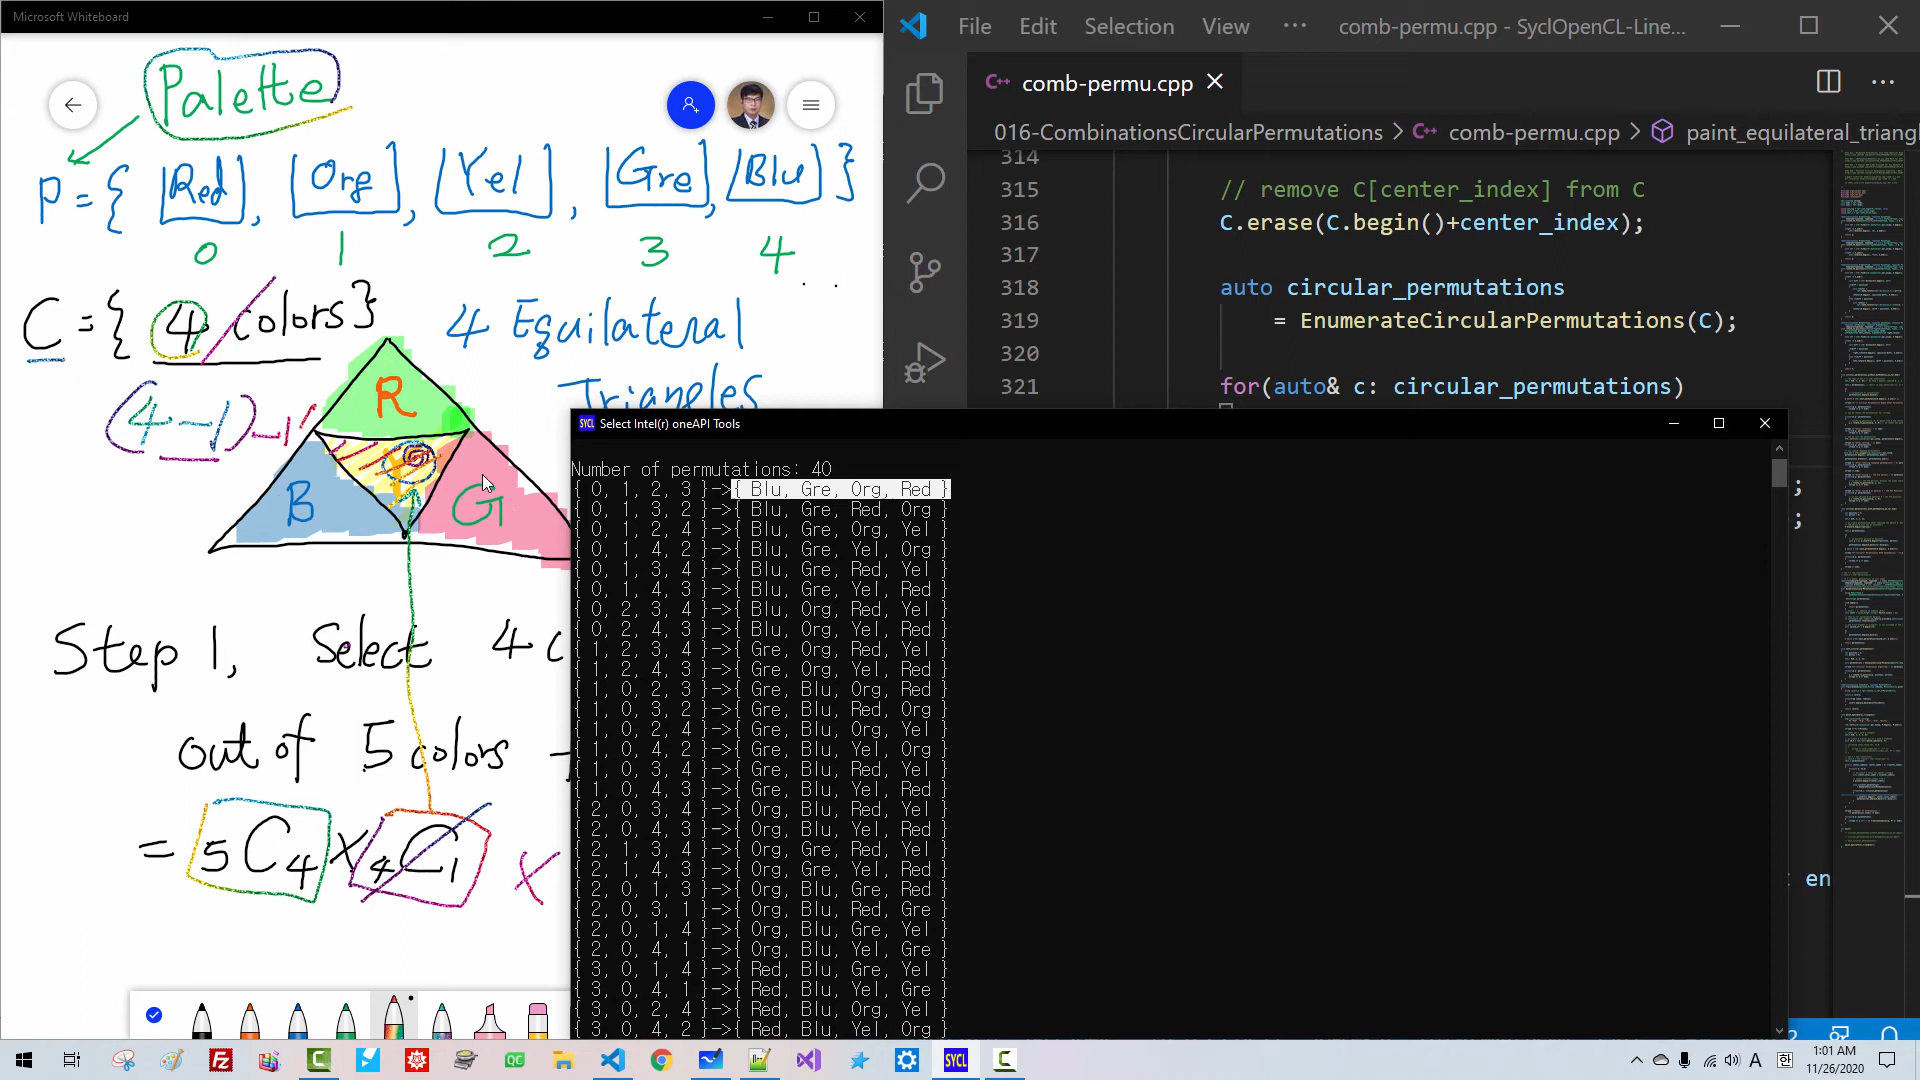 Microsoft Whiteboard
Palette
P = { Red, Org, Yel, Gre, Blu }
0 1 2 3 4
C = { 4 Colors }
4 Equilateral
Triangles
(4-1)-1!
R
B
G
Step 1, Select 4 c
out of 5 colors
= 5C4 X 4C1 X
File Edit Selection View ... comb-permu.cpp - SyclOpenCL-Line...
comb-permu.cpp
016-CombinationsCircularPermutations > comb-permu.cpp > paint_equilateral_triangl
314
315 // remove C[center_index] from C
316 C.erase(C.begin()+center_index);
317
318 auto circular_permutations
319 = EnumerateCircularPermutations(C);
320
321 for(auto& c: circular_permutations)
;
;
en
Select Intel(r) oneAPI Tools
Number of permutations: 40
{ 0, 1, 2, 3 }->{ Blu, Gre, Org, Red }
{ 0, 1, 3, 2 }->{ Blu, Gre, Red, Org }
{ 0, 1, 2, 4 }->{ Blu, Gre, Org, Yel }
{ 0, 1, 4, 2 }->{ Blu, Gre, Yel, Org }
{ 0, 1, 3, 4 }->{ Blu, Gre, Red, Yel }
{ 0, 1, 4, 3 }->{ Blu, Gre, Yel, Red }
{ 0, 2, 3, 4 }->{ Blu, Org, Red, Yel }
{ 0, 2, 4, 3 }->{ Blu, Org, Yel, Red }
{ 1, 2, 3, 4 }->{ Gre, Org, Red, Yel }
{ 1, 2, 4, 3 }->{ Gre, Org, Yel, Red }
{ 1, 0, 2, 3 }->{ Gre, Blu, Org, Red }
{ 1, 0, 3, 2 }->{ Gre, Blu, Red, Org }
{ 1, 0, 2, 4 }->{ Gre, Blu, Org, Yel }
{ 1, 0, 4, 2 }->{ Gre, Blu, Yel, Org }
{ 1, 0, 3, 4 }->{ Gre, Blu, Red, Yel }
{ 1, 0, 4, 3 }->{ Gre, Blu, Yel, Red }
{ 2, 0, 3, 4 }->{ Org, Blu, Red, Yel }
{ 2, 0, 4, 3 }->{ Org, Blu, Yel, Red }
{ 2, 1, 3, 4 }->{ Org, Gre, Red, Yel }
{ 2, 1, 4, 3 }->{ Org, Gre, Yel, Red }
{ 2, 0, 1, 3 }->{ Org, Blu, Gre, Red }
{ 2, 0, 3, 1 }->{ Org, Blu, Red, Gre }
{ 2, 0, 1, 4 }->{ Org, Blu, Gre, Yel }
{ 2, 0, 4, 1 }->{ Org, Blu, Yel, Gre }
{ 3, 0, 1, 4 }->{ Red, Blu, Gre, Yel }
{ 3, 0, 4, 1 }->{ Red, Blu, Yel, Gre }
{ 3, 0, 2, 4 }->{ Red, Blu, Org, Yel }
{ 3, 0, 4, 2 }->{ Red, Blu, Yel, Org }
QC
SYCL
A
한
1:01 AM
11/26/2020